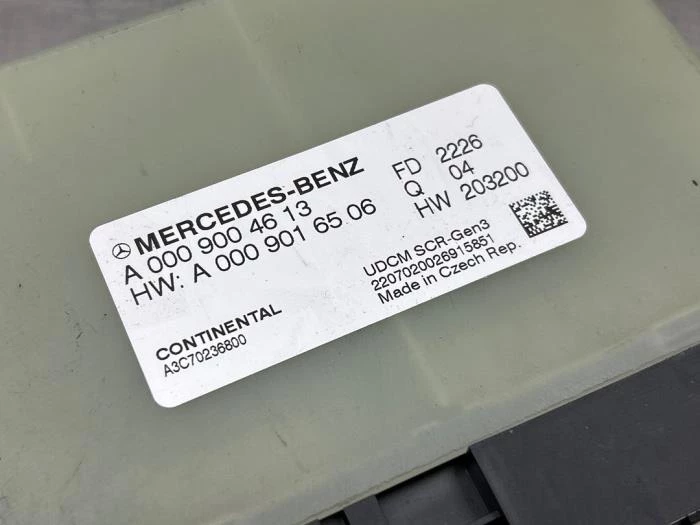 MERCEDES-BENZ
A 000 900 46 13
HW: A 000 901 65 06
FD 2226
Q 04
HW 203200
CONTINENTAL
A3C70236800
UDCM SCR-Gen3
2207020026915851
Made in Czech Rep.